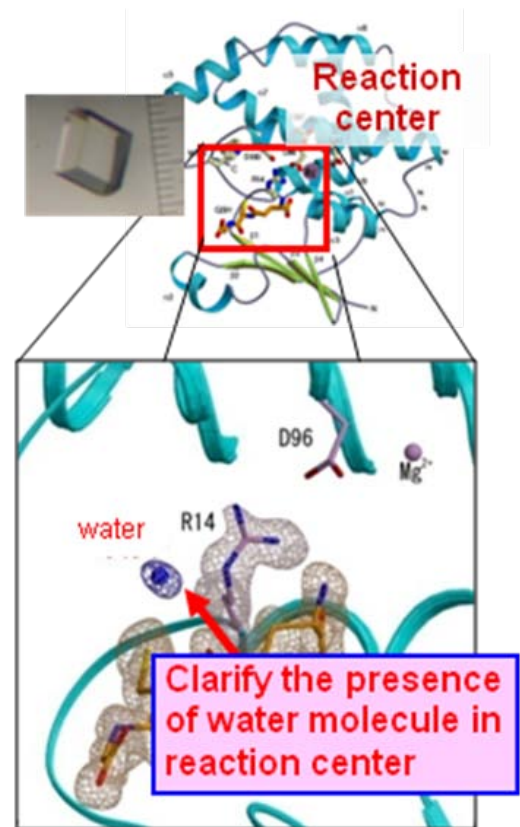 Reaction
center
D96
Mg2+
R14
water
Clarify the presence
of water molecule in
reaction center